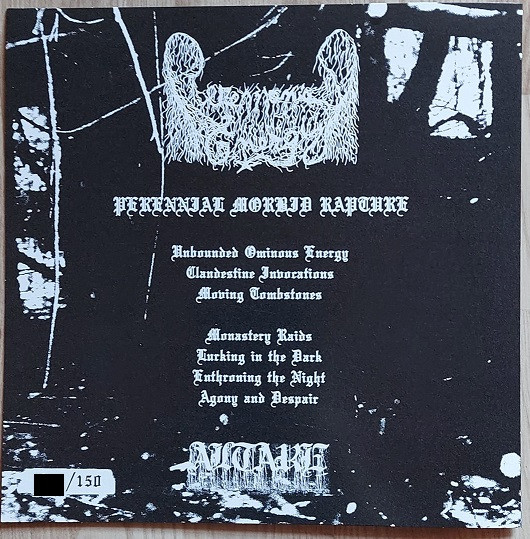 PERENNIAL MORBID RAPTURE
Unbounded Ominous Energy
Clandestine Invocations
Moving Tombstones
Monastery Raids
Lurking in the Dark
Enthroning the Night
Agony and Despair
ALTARE
/150